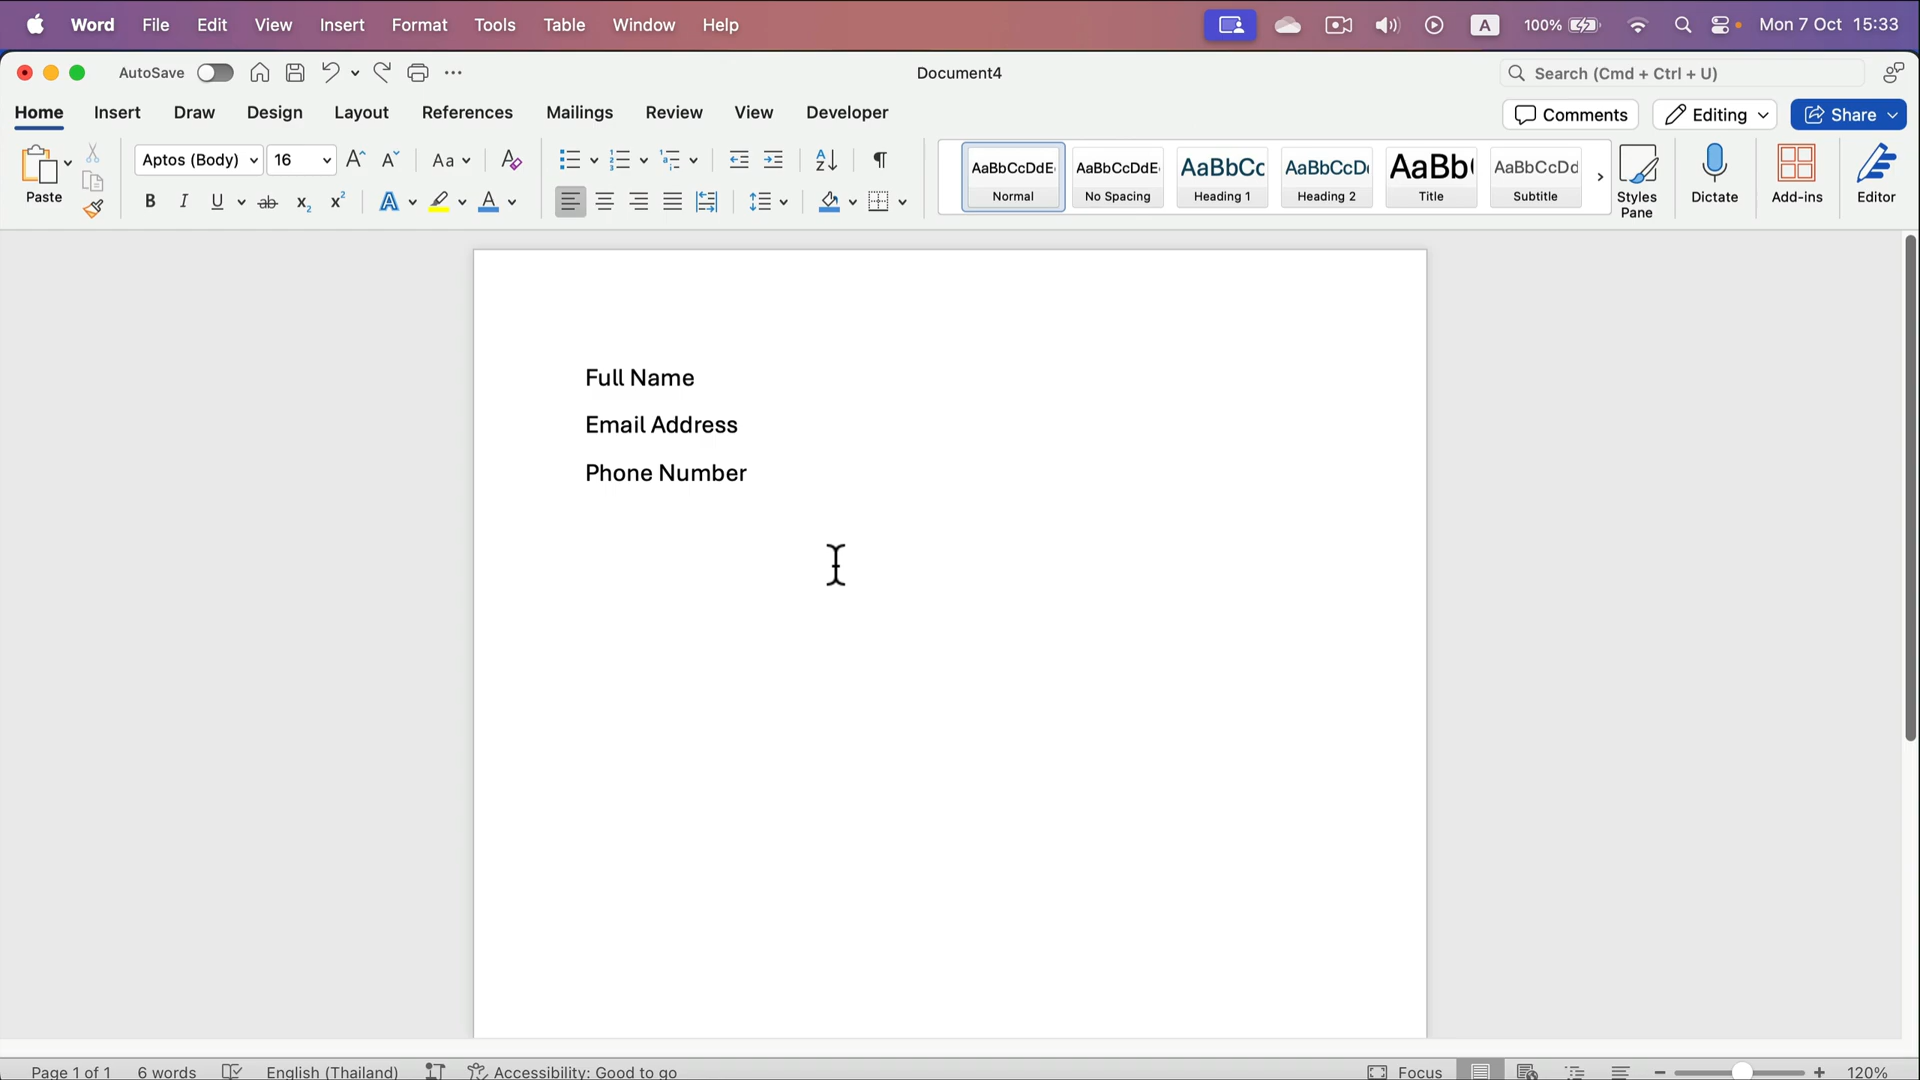 Word File Edit View Insert Format Tools Table Window Help A 100% Mon 7 Oct 15:33
AutoSave Document4 Search (Cmd + Ctrl + U)
Home Insert Draw Design Layout References Mailings Review View Developer Comments Editing Share
Paste Aptos (Body) 16 A A Aa A A Z ¶
B I U ab x₂ x² A A
AaBbCcDdE AaBbCcDdE AaBbCc AaBbCcD AaBb( AaBbCcDd
Normal No Spacing Heading 1 Heading 2 Title Subtitle
Styles Pane Dictate Add-ins Editor
Full Name
Email Address
Phone Number
Page 1 of 1 6 words English (Thailand) Accessibility: Good to go Focus 120%